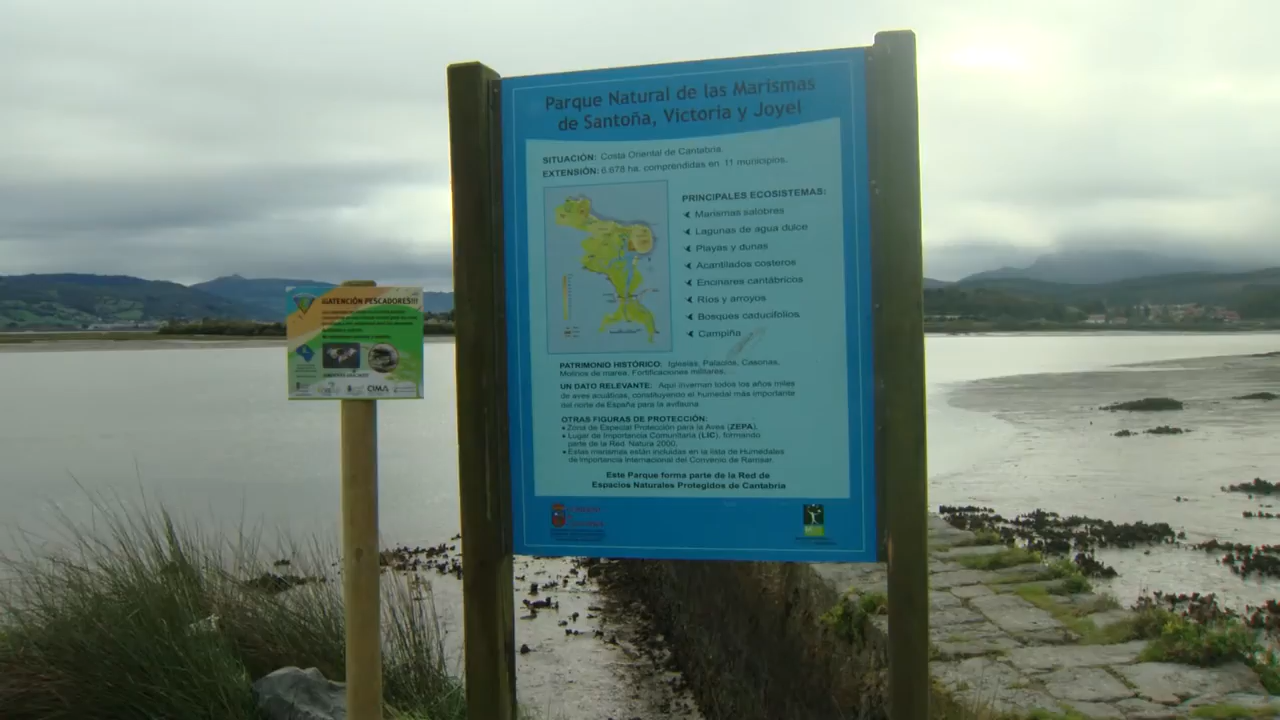 Parque Natural de las Marismas
de Santoña, Victoria y Joyel
SITUACIÓN: Costa Oriental de Cantabria.
EXTENSIÓN: 6.678 ha. comprendidas en 11 municipios.
PRINCIPALES ECOSISTEMAS:
Marismas salobres
Lagunas de agua dulce
Playas y dunas
Acantilados costeros
Encinares cantábricos
Ríos y arroyos
Bosques caducifolios
Campiña
PATRIMONIO HISTÓRICO: Iglesias, Palacios, Casonas,
Molinos de marea, Fortificaciones militares,...
UN DATO RELEVANTE: Aquí invernan todos los años miles
de aves acuáticas, constituyendo el humedal más importante
del norte de España para la avifauna.
OTRAS FIGURAS DE PROTECCIÓN:
• Zona de Especial Protección para la Aves (ZEPA).
• Lugar de Importancia Comunitaria (LIC), formando
parte de la Red Natura 2000.
• Estas marismas están incluidas en la lista de Humedales
de Importancia Internacional del Convenio de Ramsar.
Este Parque forma parte de la Red de
Espacios Naturales Protegidos de Cantabria
¡¡¡ATENCIÓN PESCADORES!!!
CIMA